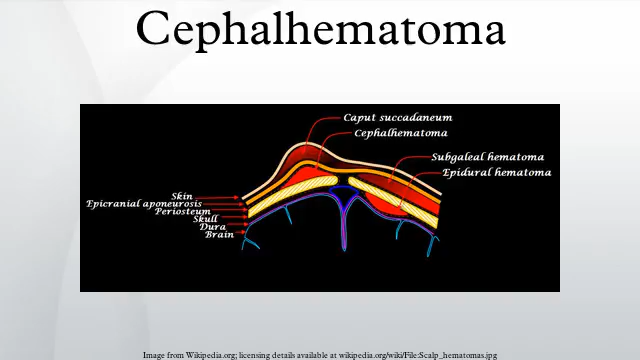 Cephalhematoma
Caput succadaneum
Cephalhematoma
Subgaleal hematoma
Epidural hematoma
Skin
Epicranial aponeurosis
Periosteum
Skull
Dura
Brain
Image from Wikipedia.org; licensing details available at wikipedia.org/wiki/File:Scalp_hematomas.jpg